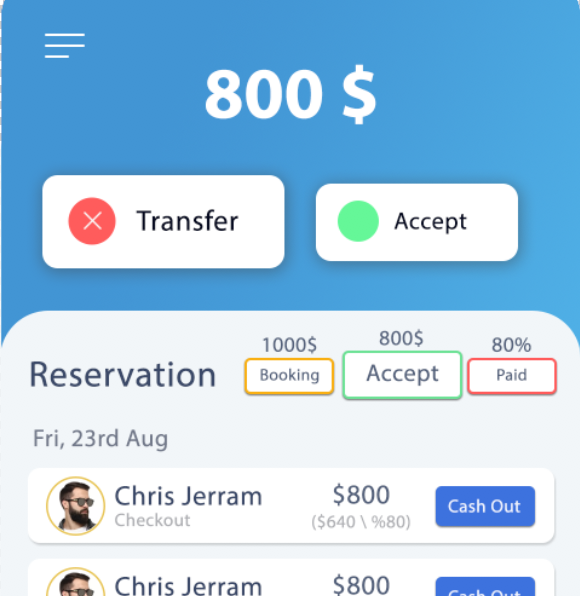 800 $
Transfer
Accept
1000$ 800$ 80%
Reservation Booking Accept Paid
Fri, 23rd Aug
Chris Jerram $800 Cash Out
Checkout ($640 \ %80)
Chris Jerram $800 Cash Out